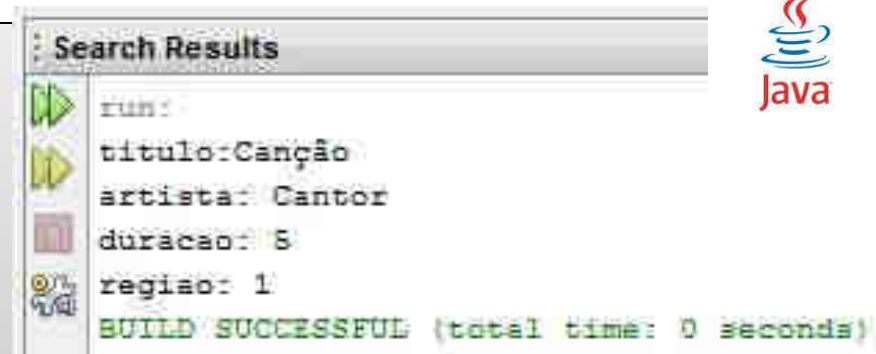 Search Results
Java
run:
titulo:Canção
artista: Cantor
duracao: 5
regiao: 1
BUILD SUCCESSFUL (total time: 0 seconds)